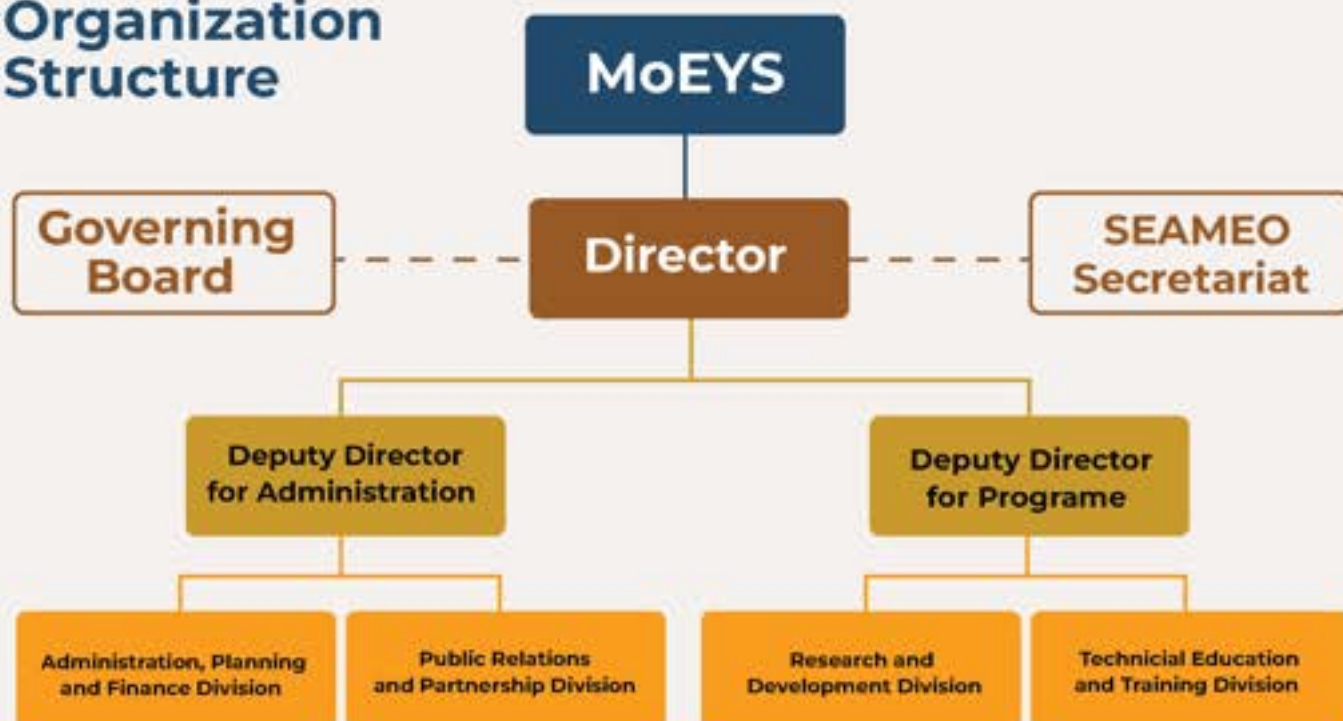 Organization
Structure
MoEYS
Governing
Board
Director
SEAMEO
Secretariat
Deputy Director
for Administration
Deputy Director
for Programe
Administration, Planning
and Finance Division
Public Relations
and Partnership Division
Research and
Development Division
Technicial Education
and Training Division